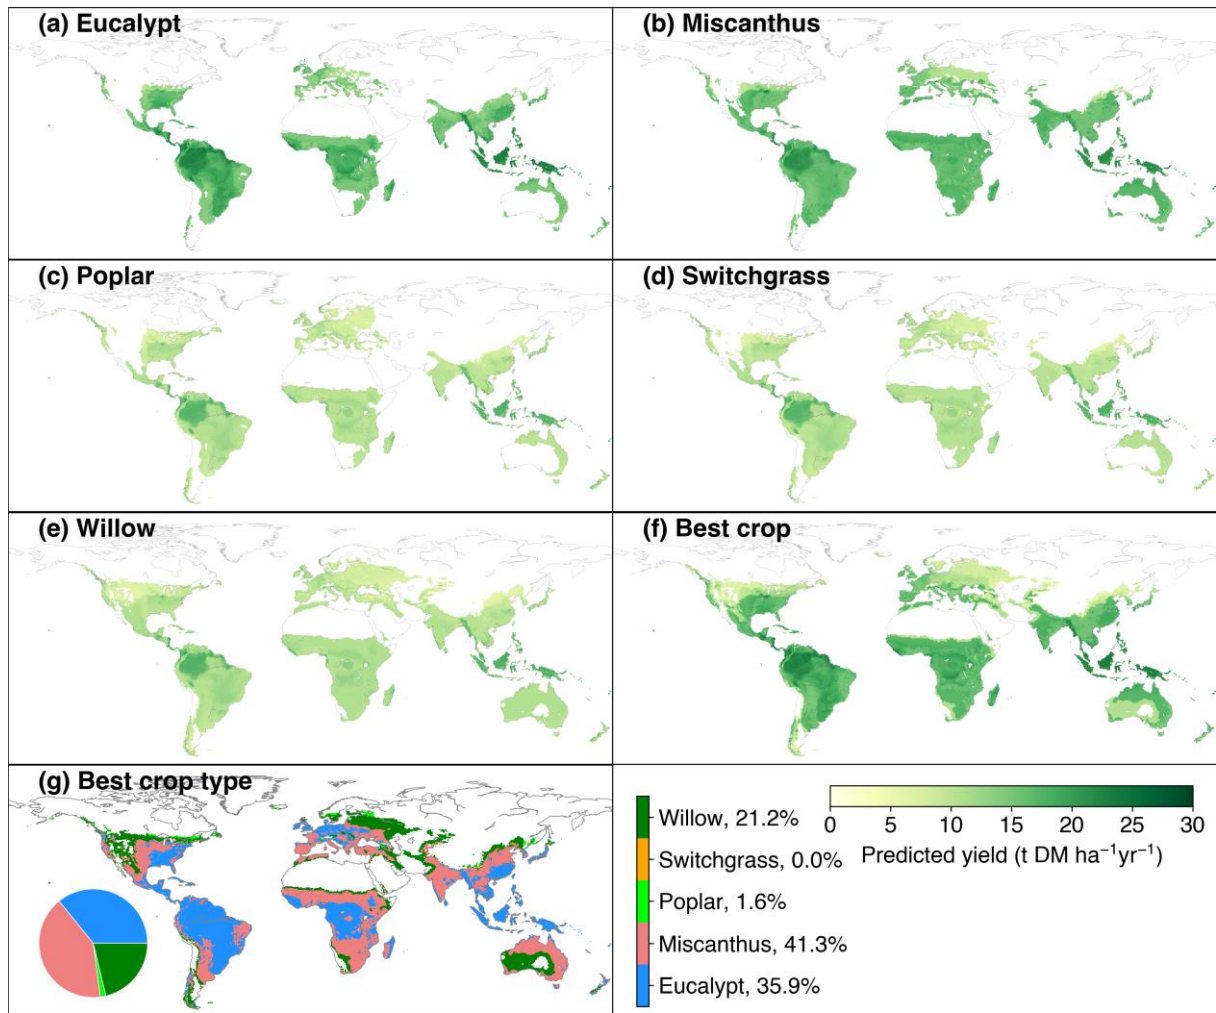 (a) Eucalypt
(b) Miscanthus
(c) Poplar
(d) Switchgrass
(e) Willow
(f) Best crop
(g) Best crop type
Willow, 21.2%
Switchgrass, 0.0%
Poplar, 1.6%
Miscanthus, 41.3%
Eucalypt, 35.9%
0 5 10 15 20 25 30
Predicted yield (t DM ha⁻¹yr⁻¹)